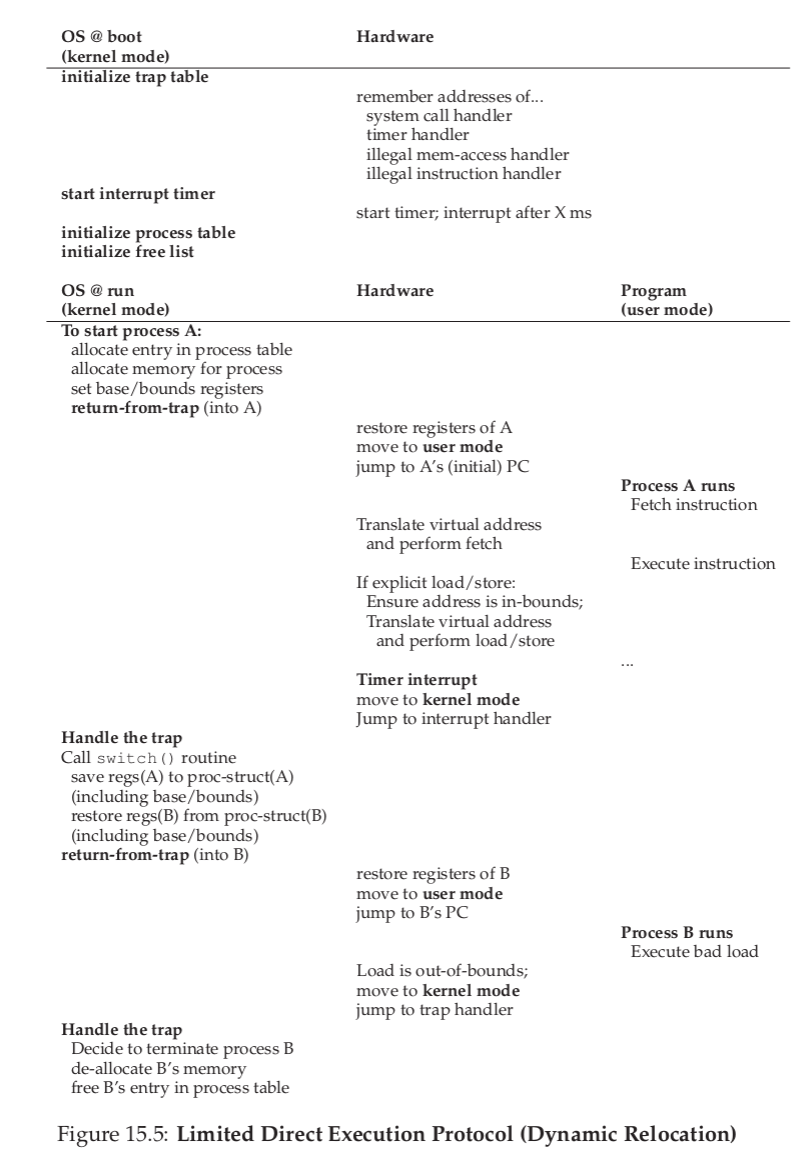 OS @ boot Hardware
(kernel mode)
initialize trap table
remember addresses of...
system call handler
timer handler
illegal mem-access handler
illegal instruction handler
start interrupt timer
start timer; interrupt after X ms
initialize process table
initialize free list
OS @ run Hardware Program
(kernel mode) (user mode)
To start process A:
allocate entry in process table
allocate memory for process
set base/bounds registers
return-from-trap (into A)
restore registers of A
move to user mode
jump to A's (initial) PC
Process A runs
Fetch instruction
Translate virtual address
and perform fetch
Execute instruction
If explicit load/store:
Ensure address is in-bounds;
Translate virtual address
and perform load/store
...
Timer interrupt
move to kernel mode
Jump to interrupt handler
Handle the trap
Call switch() routine
save regs(A) to proc-struct(A)
(including base/bounds)
restore regs(B) from proc-struct(B)
(including base/bounds)
return-from-trap (into B)
restore registers of B
move to user mode
jump to B's PC
Process B runs
Execute bad load
Load is out-of-bounds;
move to kernel mode
jump to trap handler
Handle the trap
Decide to terminate process B
de-allocate B's memory
free B's entry in process table
Figure 15.5: Limited Direct Execution Protocol (Dynamic Relocation)